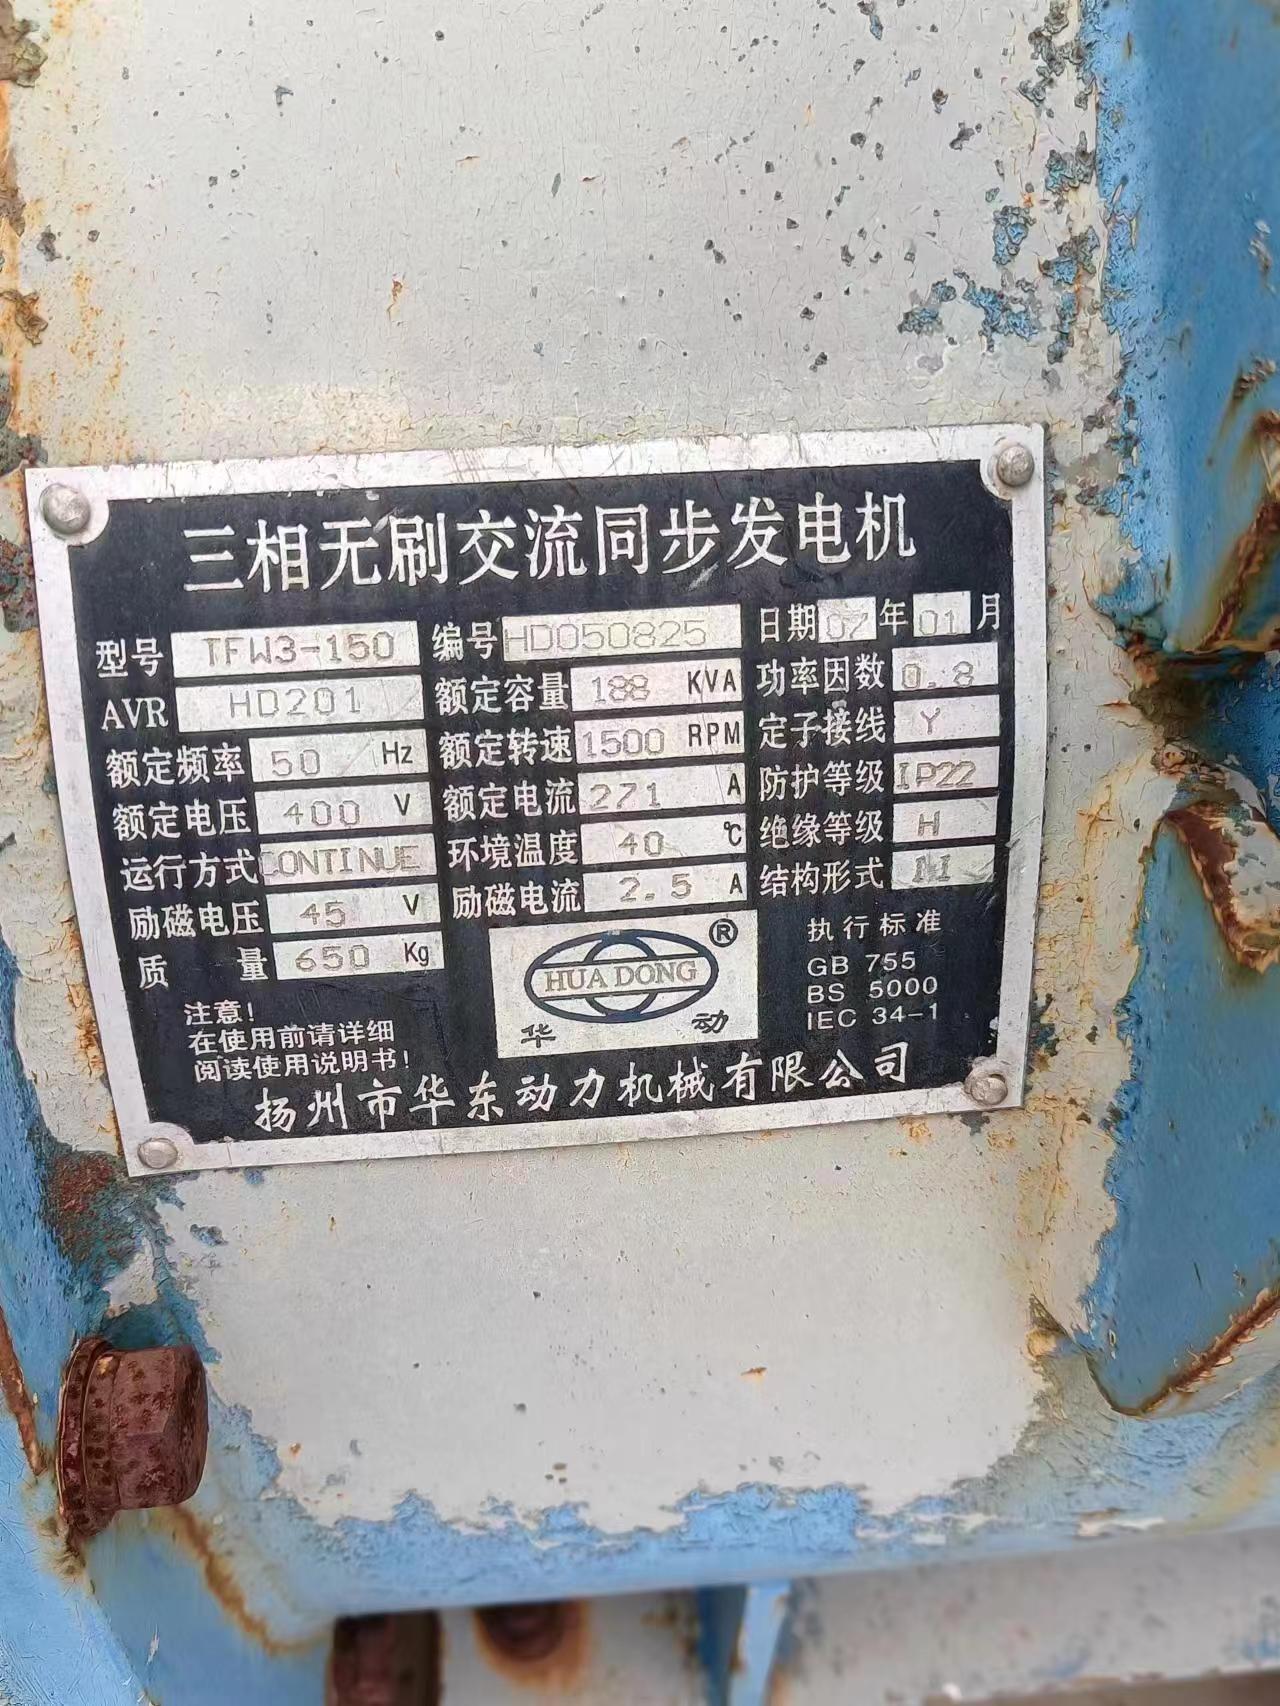 三相无刷交流同步发电机
型号 TFW3-150 编号 HD050825 日期 07 年 01 月
AVR HD201 额定容量 188 KVA 功率因数 0.8
额定频率 50 Hz 额定转速 1500 RPM 定子接线 Y
额定电压 400 V 额定电流 271 A 防护等级 IP22
运行方式 CONTINUE 环境温度 40 ℃ 绝缘等级 H
励磁电压 45 V 励磁电流 2.5 A 结构形式
质量 650 Kg
HUA DONG ®
华动
执行标准
GB 755
BS 5000
IEC 34-1
注意!
在使用前请详细
阅读使用说明书!
扬州市华东动力机械有限公司